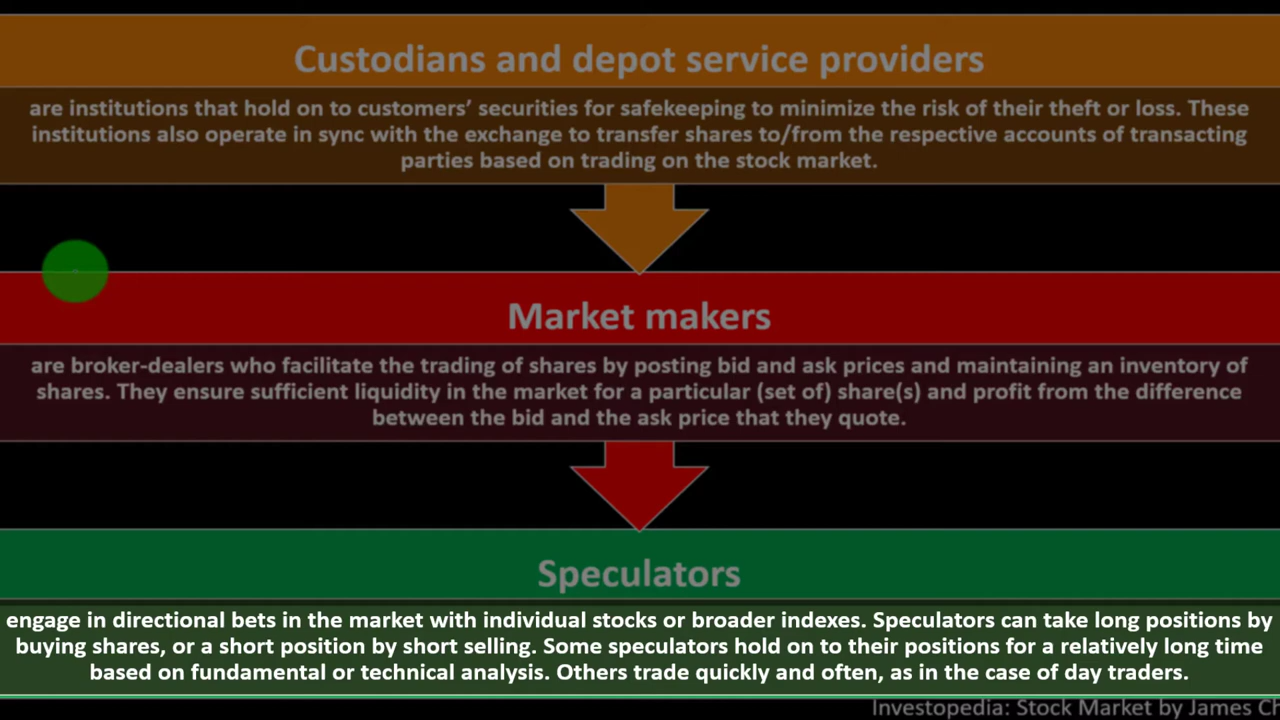 Custodians and depot service providers
are institutions that hold on to customers’ securities for safekeeping to minimize the risk of their theft or loss. These
institutions also operate in sync with the exchange to transfer shares to/from the respective accounts of transacting
parties based on trading on the stock market.
Market makers
are broker-dealers who facilitate the trading of shares by posting bid and ask prices and maintaining an inventory of
shares. They ensure sufficient liquidity in the market for a particular (set of) share(s) and profit from the difference
between the bid and the ask price that they quote.
Speculators
engage in directional bets in the market with individual stocks or broader indexes. Speculators can take long positions by
buying shares, or a short position by short selling. Some speculators hold on to their positions for a relatively long time
based on fundamental or technical analysis. Others trade quickly and often, as in the case of day traders.
Investopedia: Stock Market by James